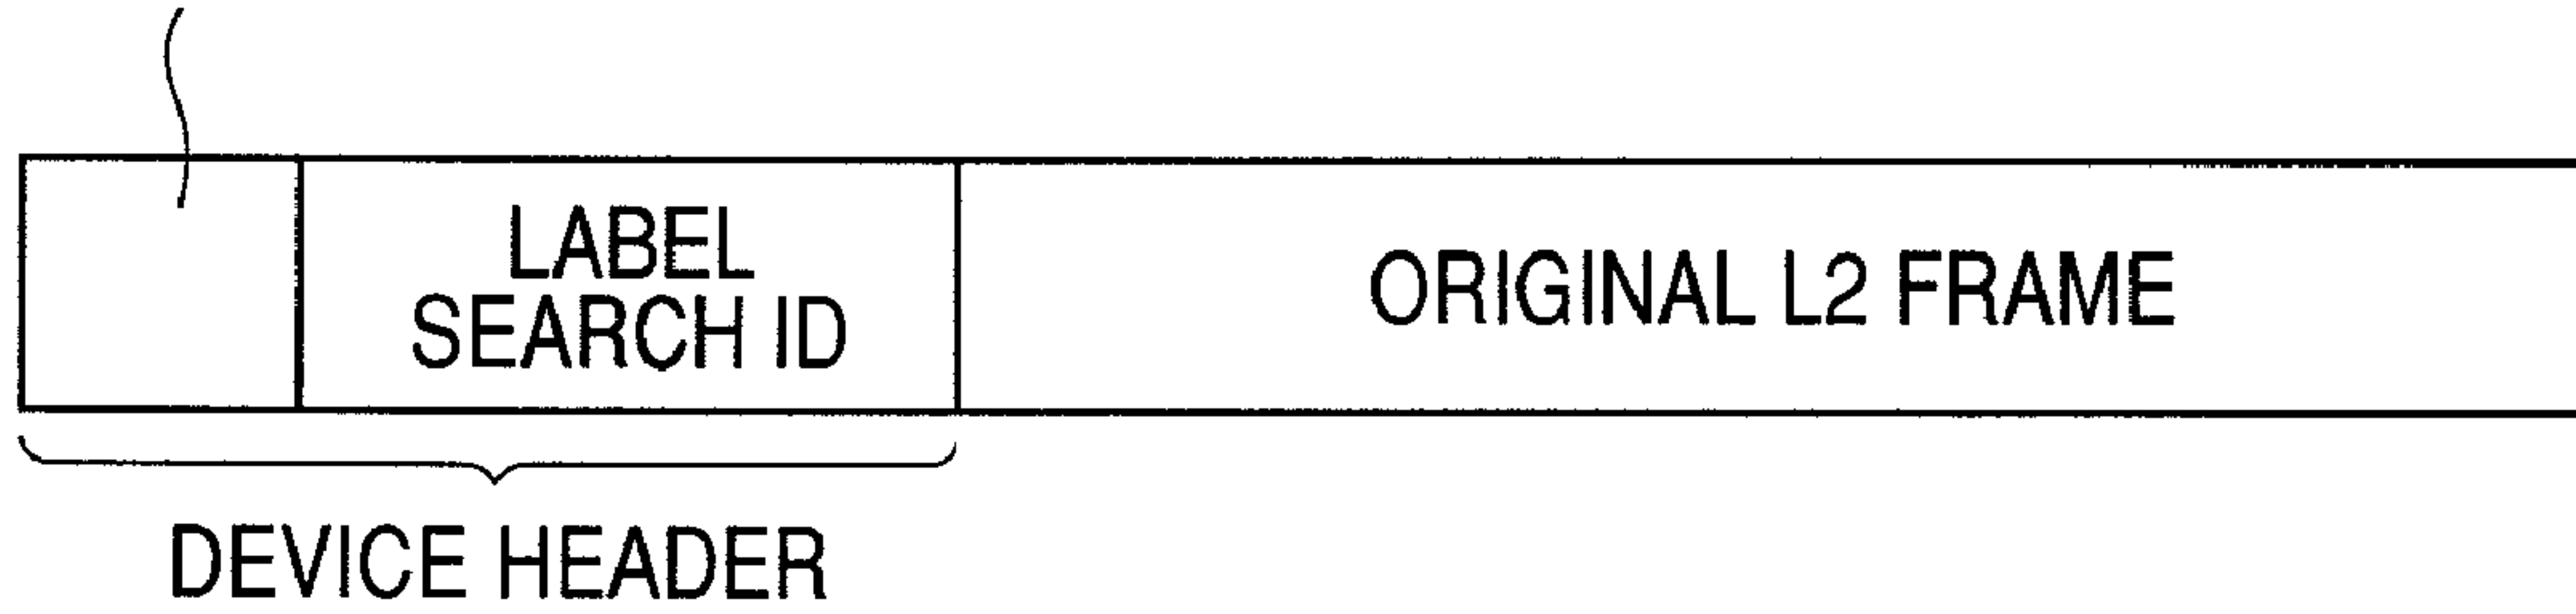 LABEL
SEARCH ID
ORIGINAL L2 FRAME
DEVICE HEADER